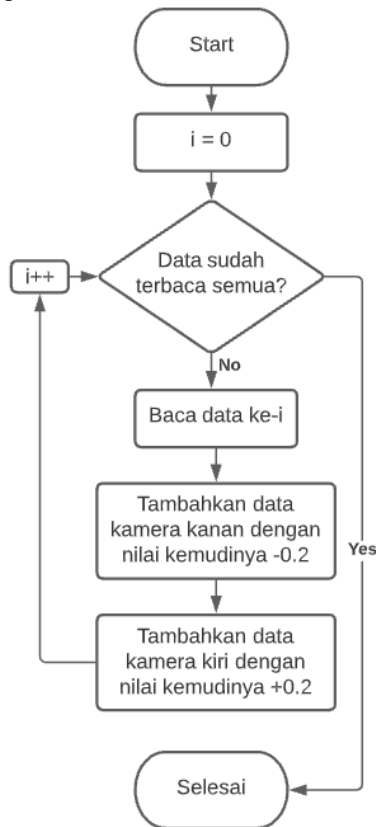 Start
i = 0
Data sudah
terbaca semua?
i++
No
Baca data ke-i
Tambahkan data
kamera kanan dengan
nilai kemudinya -0.2
Yes
Tambahkan data
kamera kiri dengan
nilai kemudinya +0.2
Selesai